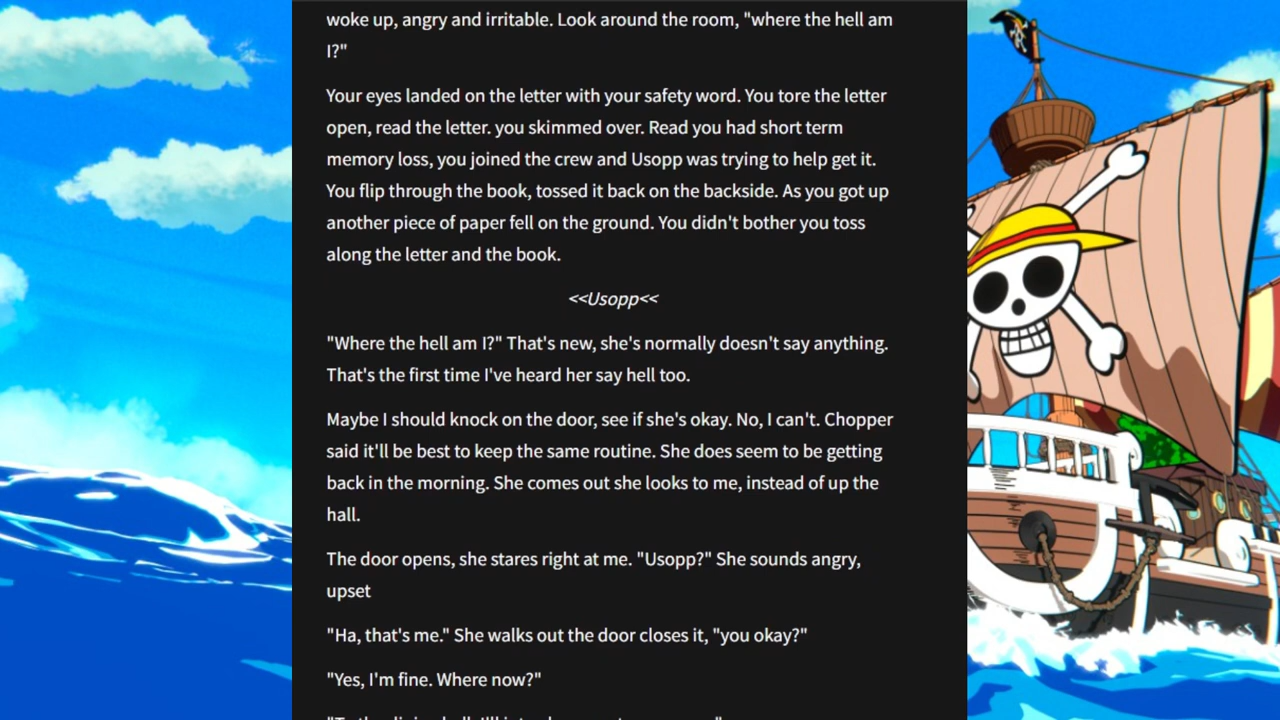 woke up, angry and irritable. Look around the room, "where the hell am
I?"
Your eyes landed on the letter with your safety word. You tore the letter
open, read the letter. you skimmed over. Read you had short term
memory loss, you joined the crew and Usopp was trying to help get it.
You flip through the book, tossed it back on the backside. As you got up
another piece of paper fell on the ground. You didn't bother you toss
along the letter and the book.
<<Usopp<<
"Where the hell am I?" That's new, she's normally doesn't say anything.
That's the first time I've heard her say hell too.
Maybe I should knock on the door, see if she's okay. No, I can't. Chopper
said it'll be best to keep the same routine. She does seem to be getting
back in the morning. She comes out she looks to me, instead of up the
hall.
The door opens, she stares right at me. "Usopp?" She sounds angry,
upset
"Ha, that's me." She walks out the door closes it, "you okay?"
"Yes, I'm fine. Where now?"